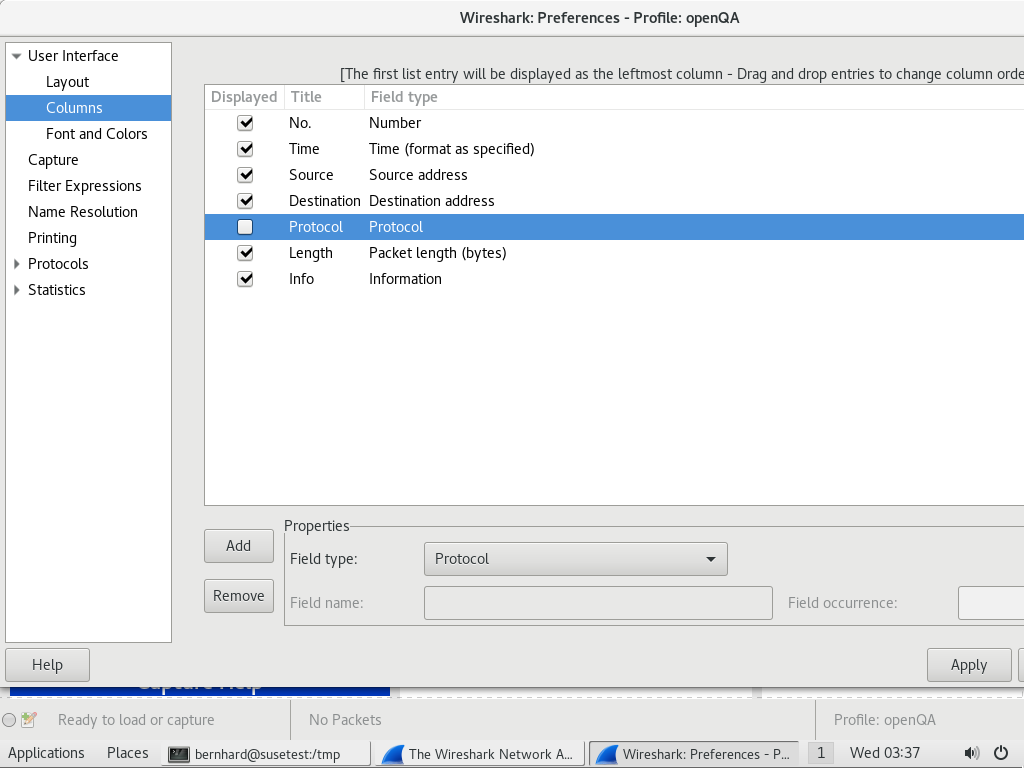 Wireshark: Preferences - Profile: openQA
User Interface
Layout
Columns
Font and Colors
Capture
Filter Expressions
Name Resolution
Printing
Protocols
Statistics
[The first list entry will be displayed as the leftmost column - Drag and drop entries to change column orde
Displayed Title Field type
No. Number
Time Time (format as specified)
Source Source address
Destination Destination address
Protocol Protocol
Length Packet length (bytes)
Info Information
Add
Remove
Properties
Field type: Protocol
Field name: Field occurrence:
Help Apply
Capture Help
Ready to load or capture No Packets Profile: openQA
Applications Places bernhard@susetest:/tmp The Wireshark Network A... Wireshark: Preferences - P... 1 Wed 03:37